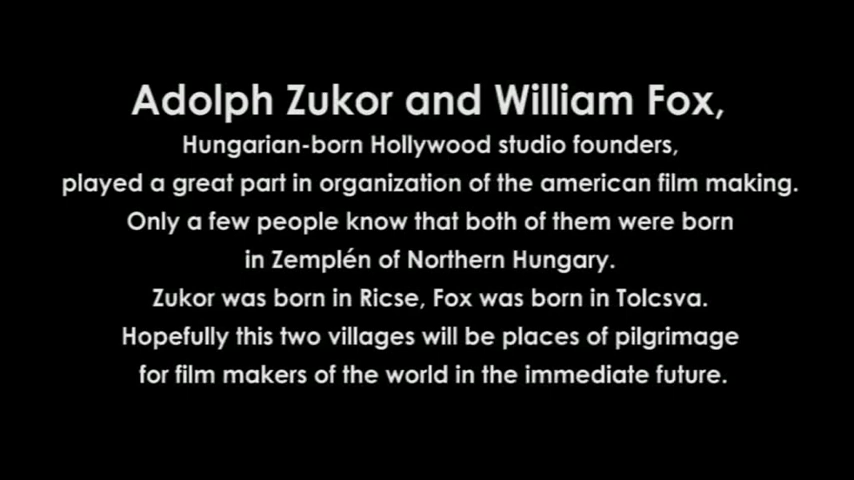 Adolph Zukor and William Fox,
Hungarian-born Hollywood studio founders,
played a great part in organization of the american film making.
Only a few people know that both of them were born
in Zemplén of Northern Hungary.
Zukor was born in Ricse, Fox was born in Tolcsva.
Hopefully this two villages will be places of pilgrimage
for film makers of the world in the immediate future.